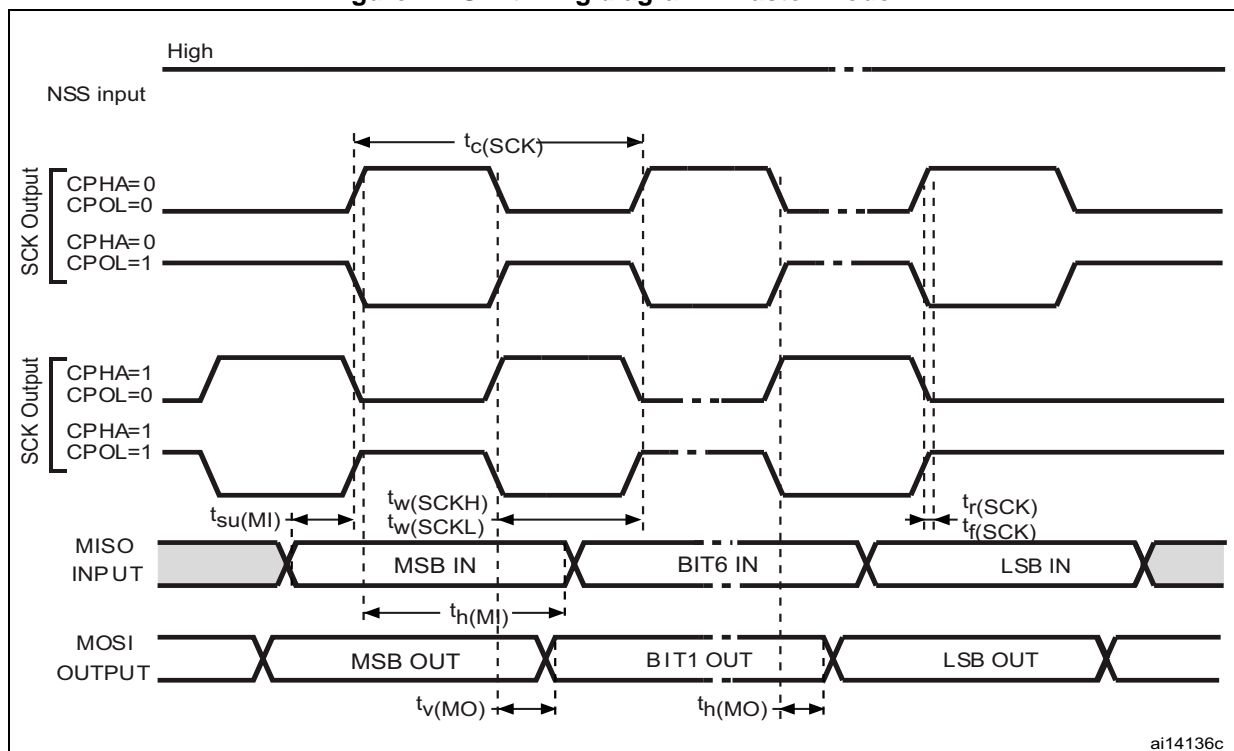 High
NSS input
tc(SCK)
SCK Output
CPHA=0
CPOL=0
CPHA=0
CPOL=1
SCK Output
CPHA=1
CPOL=0
CPHA=1
CPOL=1
tsu(MI)
tw(SCKH)
tw(SCKL)
tr(SCK)
tf(SCK)
MISO
INPUT
MSB IN
BIT6 IN
LSB IN
th(MI)
MOSI
OUTPUT
MSB OUT
BIT1 OUT
LSB OUT
tv(MO)
th(MO)
ai14136c